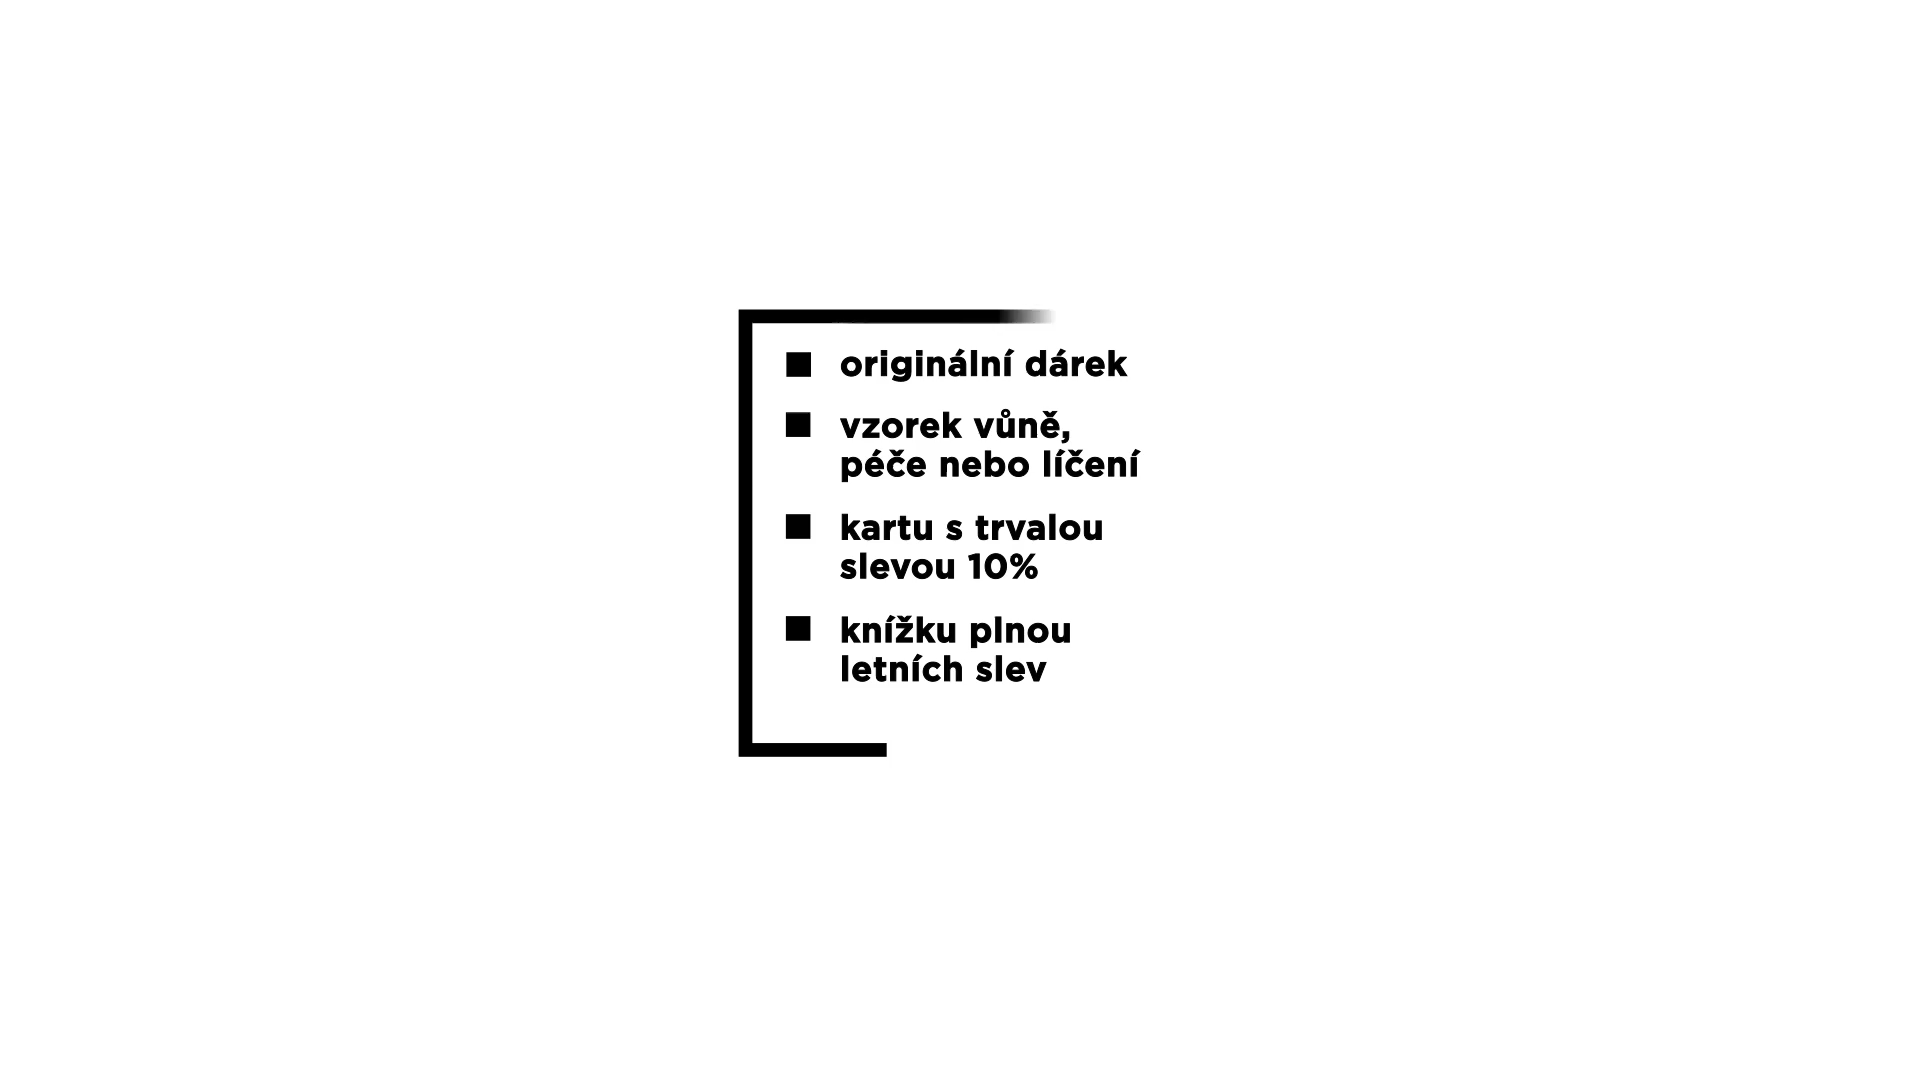 originální dárek
vzorek vůně,
péče nebo líčení
kartu s trvalou
slevou 10%
knížku plnou
letních slev